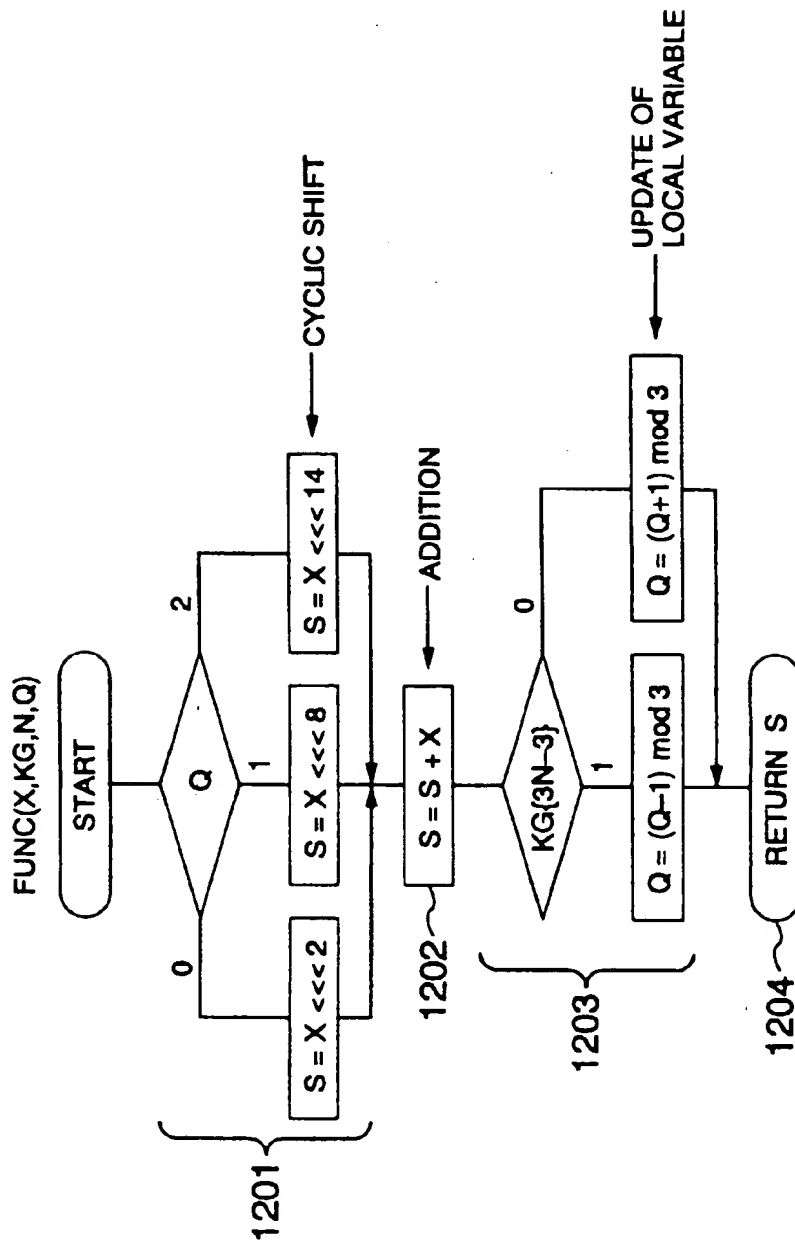 FUNC(X,KG,N,Q)
START
Q
0
1
2
S = X <<< 2
S = X <<< 8
S = X <<< 14
CYCLIC SHIFT
1201
S = S + X
ADDITION
1202
KG{3N–3}
1
0
Q = (Q–1) mod 3
Q = (Q+1) mod 3
UPDATE OF
LOCAL VARIABLE
1203
RETURN S
1204